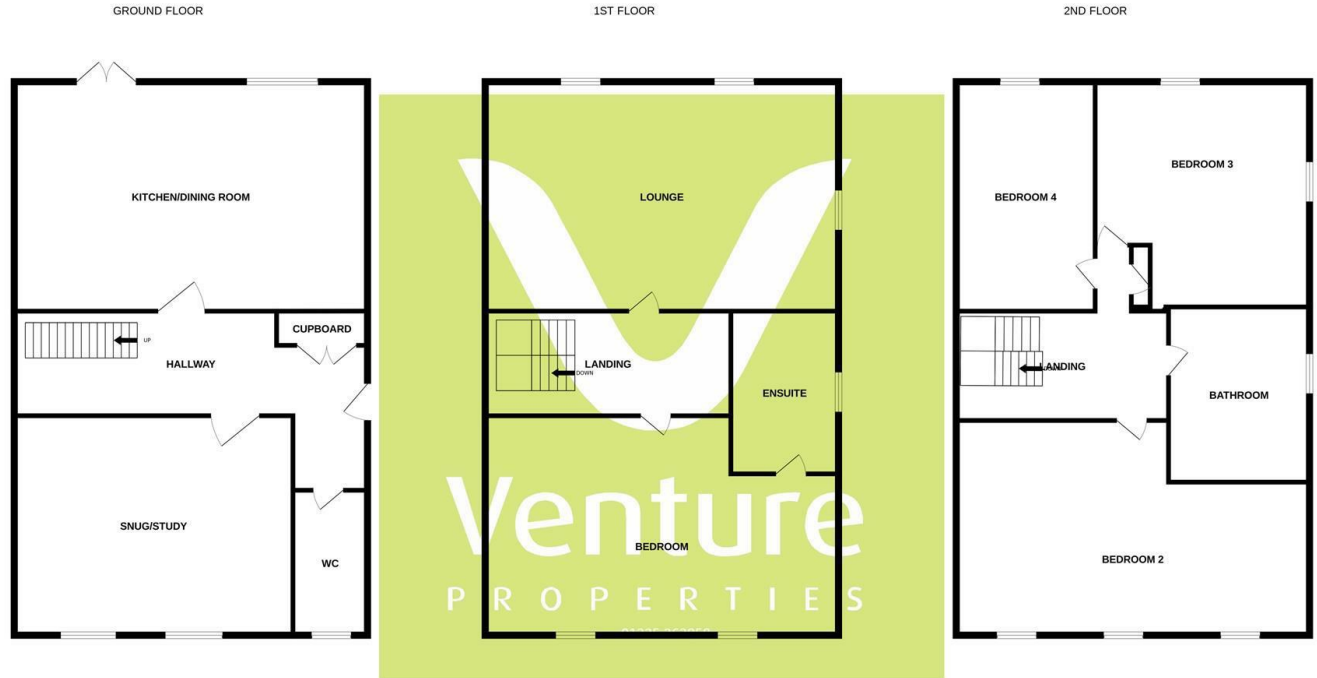 GROUND FLOOR
KITCHEN/DINING ROOM
CUPBOARD
UP
HALLWAY
SNUG/STUDY
WC
1ST FLOOR
LOUNGE
LANDING
DOWN
ENSUITE
BEDROOM
Venture
PROPERTIES
2ND FLOOR
BEDROOM 3
BEDROOM 4
LANDING
BATHROOM
BEDROOM 2